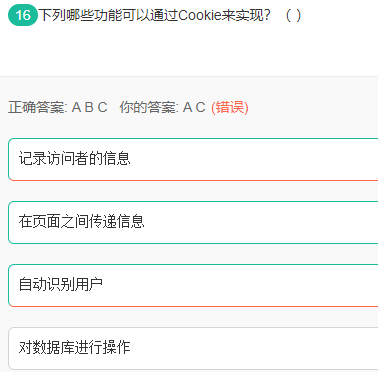 16 下列哪些功能可以通过Cookie来实现？（ ）
正确答案: A B C 你的答案: A C (错误)
记录访问者的信息
在页面之间传递信息
自动识别用户
对数据库进行操作